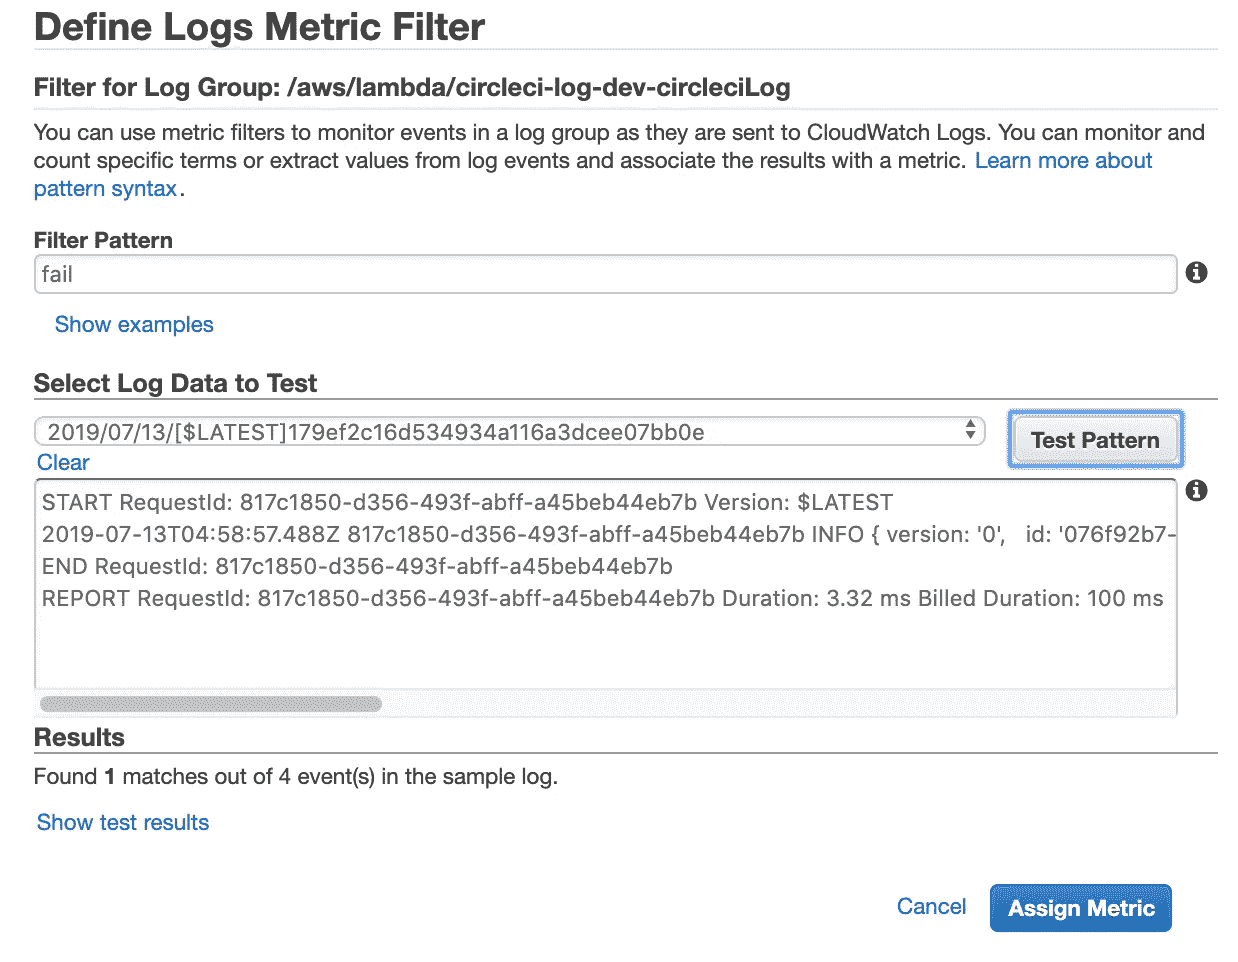 Define Logs Metric Filter
Filter for Log Group: /aws/lambda/circleci-log-dev-circleciLog
You can use metric filters to monitor events in a log group as they are sent to CloudWatch Logs. You can monitor and
count specific terms or extract values from log events and associate the results with a metric. Learn more about
pattern syntax.
Filter Pattern
fail
Show examples
Select Log Data to Test
2019/07/13/[$LATEST]179ef2c16d534934a116a3dcee07bb0e
Test Pattern
Clear
START RequestId: 817c1850-d356-493f-abff-a45beb44eb7b Version: $LATEST
2019-07-13T04:58:57.488Z 817c1850-d356-493f-abff-a45beb44eb7b INFO { version: '0',   id: '076f92b7-
END RequestId: 817c1850-d356-493f-abff-a45beb44eb7b
REPORT RequestId: 817c1850-d356-493f-abff-a45beb44eb7b Duration: 3.32 ms Billed Duration: 100 ms
Results
Found 1 matches out of 4 event(s) in the sample log.
Show test results
Cancel
Assign Metric